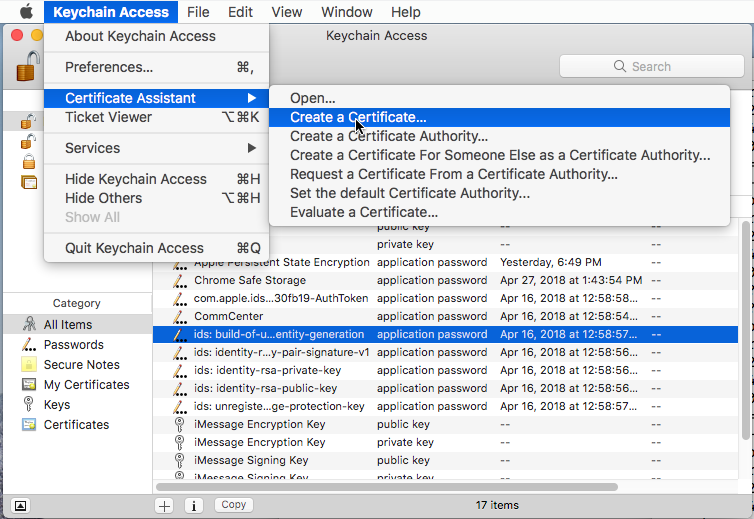 Keychain Access File Edit View Window Help
Keychain Access
Search
About Keychain Access
Preferences... ⌘,
Certificate Assistant ▶
Ticket Viewer ⌥⌘K
Services ▶
Hide Keychain Access ⌘H
Hide Others ⌥⌘H
Show All
Quit Keychain Access ⌘Q
Open...
Create a Certificate...
Create a Certificate Authority...
Create a Certificate For Someone Else as a Certificate Authority...
Request a Certificate From a Certificate Authority...
Set the default Certificate Authority...
Evaluate a Certificate...
public key -- --
private key -- --
Apple Persistent State Encryption application password Yesterday, 6:49 PM --
Chrome Safe Storage application password Apr 27, 2018 at 1:43:54 PM --
com.apple.ids...30fb19-AuthToken application password Apr 16, 2018 at 12:58:58... --
CommCenter application password Apr 16, 2018 at 12:58:54... --
ids: build-of-u...entity-generation application password Apr 16, 2018 at 12:58:57... --
ids: identity-r...y-pair-signature-v1 application password Apr 16, 2018 at 12:58:56... --
ids: identity-rsa-private-key application password Apr 16, 2018 at 12:58:56... --
ids: identity-rsa-public-key application password Apr 16, 2018 at 12:58:56... --
ids: unregiste...ge-protection-key application password Apr 16, 2018 at 12:58:57... --
iMessage Encryption Key public key -- --
iMessage Encryption Key private key -- --
iMessage Signing Key public key -- --
iMessage Signing Key private key -- --
Category
All Items
Passwords
Secure Notes
My Certificates
Keys
Certificates
Copy
17 items